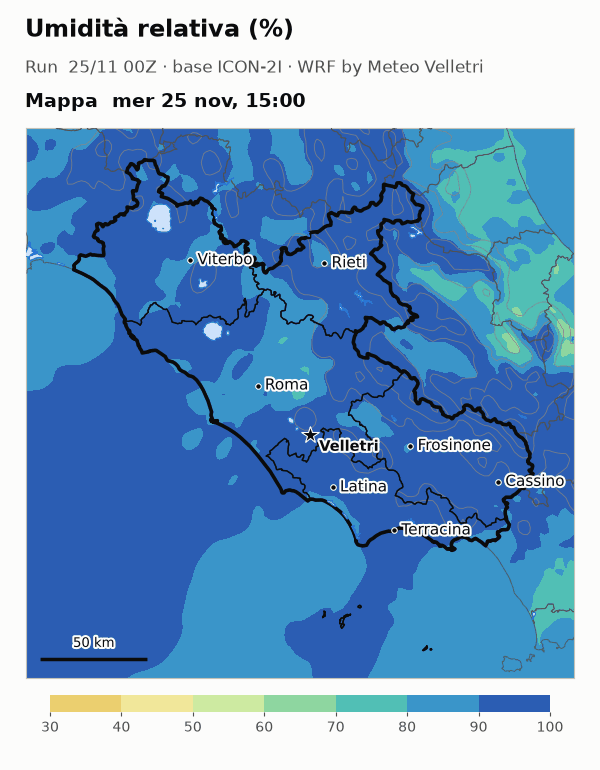 Umidità relativa (%)
Run  25/11 00Z · base ICON-2I · WRF by Meteo Velletri
Mappa  mer 25 nov, 15:00
Viterbo
Rieti
Roma
Velletri
Frosinone
Latina
Cassino
Terracina
50 km
30 40 50 60 70 80 90 100